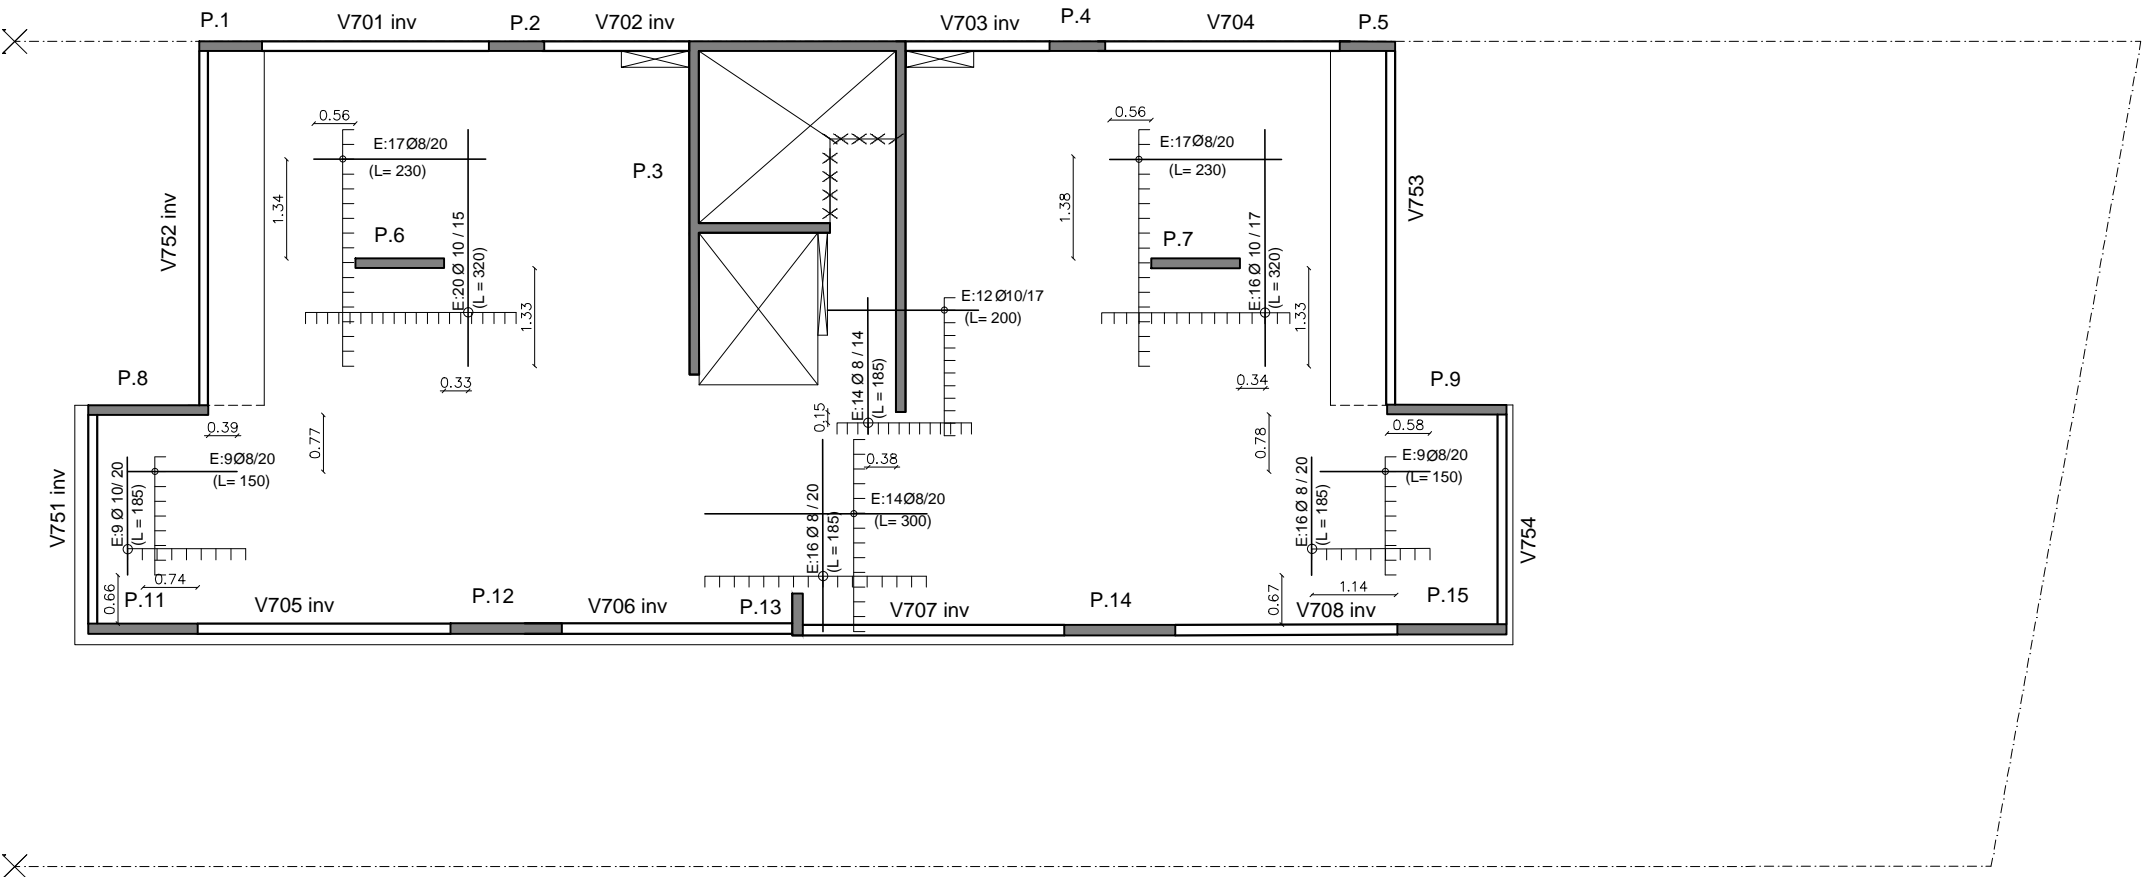 P.1
V701 inv
P.2
V702 inv
V703 inv
P.4
V704
P.5
0.56
E:17Ø8/20
(L= 230)
1.34
V752 inv
P.6
E:20 Ø 10 / 15
(L = 320)
1.33
0.33
P.3
0.56
E:17Ø8/20
(L= 230)
1.38
P.7
E:16 Ø 10 / 17
(L = 320)
1.33
0.34
V753
E:12 Ø10/17
(L= 200)
E:14 Ø 8 / 14
(L = 185)
0.15
P.8
0.39
0.77
E:9Ø8/20
(L= 150)
E:9 Ø 10/ 20
(L = 185)
V751 inv
0.74
0.66
P.11
V705 inv
P.12
V706 inv
P.13
0.38
E:14Ø8/20
(L= 300)
E:16 Ø 8 / 20
(L = 185)
V707 inv
P.14
P.9
0.58
0.78
E:9Ø8/20
(L= 150)
E:16 Ø 8 / 20
(L = 185)
V754
1.14
0.67
V708 inv
P.15